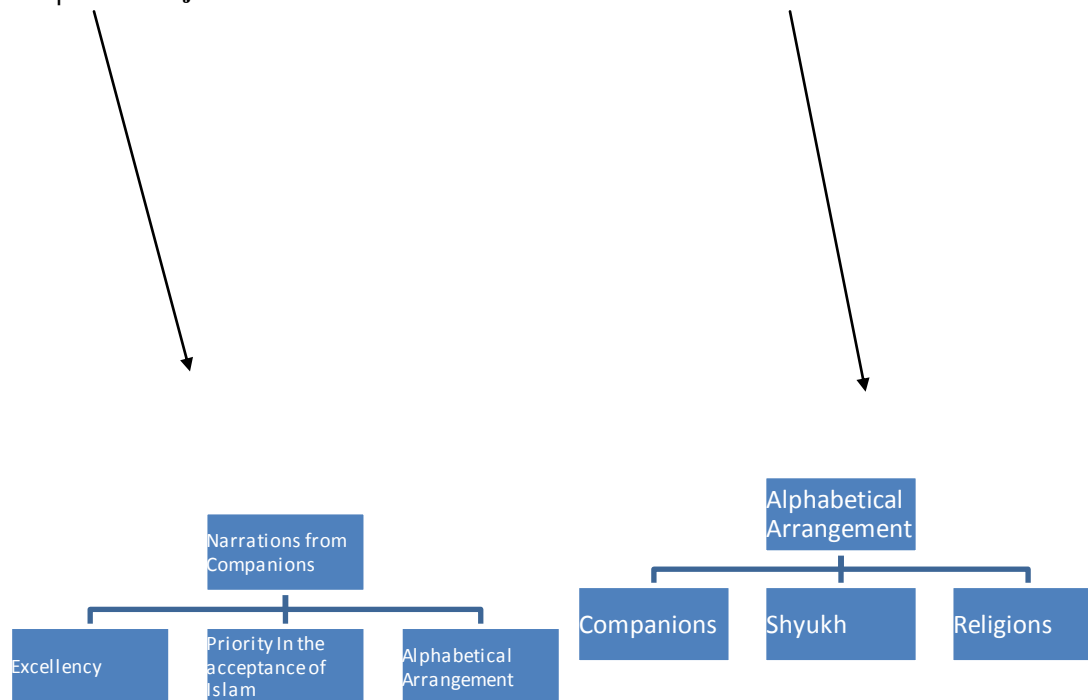 Narrations from
Companions
Excellency
Priority In the
acceptance of
Islam
Alphabetical
Arrangement
Alphabetical
Arrangement
Companions
Shyukh
Religions